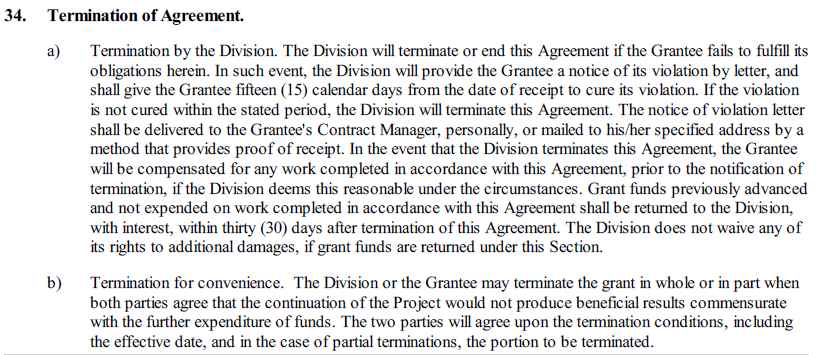 34. Termination of Agreement.
a) Termination by the Division. The Division will terminate or end this Agreement if the Grantee fails to fulfill its
obligations herein. In such event, the Division will provide the Grantee a notice of its violation by letter, and
shall give the Grantee fifteen (15) calendar days from the date of receipt to cure its violation. If the violation
is not cured within the stated period, the Division will terminate this Agreement. The notice of violation letter
shall be delivered to the Grantee's Contract Manager, personally, or mailed to his/her specified address by a
method that provides proof of receipt. In the event that the Division terminates this Agreement, the Grantee
will be compensated for any work completed in accordance with this Agreement, prior to the notification of
termination, if the Division deems this reasonable under the circumstances. Grant funds previously advanced
and not expended on work completed in accordance with this Agreement shall be returned to the Division,
with interest, within thirty (30) days after termination of this Agreement. The Division does not waive any of
its rights to additional damages, if grant funds are returned under this Section.
b) Termination for convenience. The Division or the Grantee may terminate the grant in whole or in part when
both parties agree that the continuation of the Project would not produce beneficial results commensurate
with the further expenditure of funds. The two parties will agree upon the termination conditions, including
the effective date, and in the case of partial terminations, the portion to be terminated.